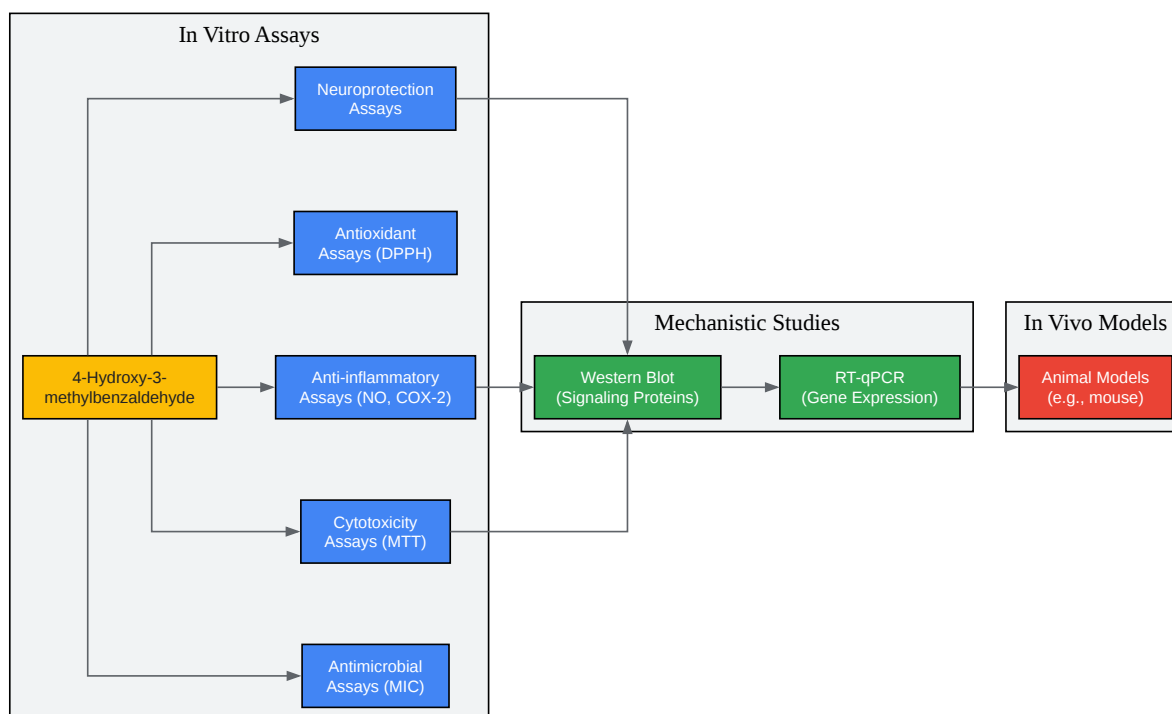 In Vitro Assays
Neuroprotection
Assays
Antioxidant
Assays (DPPH)
4-Hydroxy-3-
methylbenzaldehyde
Anti-inflammatory
Assays (NO, COX-2)
Cytotoxicity
Assays (MTT)
Antimicrobial
Assays (MIC)
Mechanistic Studies
Western Blot
(Signaling Proteins)
RT-qPCR
(Gene Expression)
In Vivo Models
Animal Models
(e.g., mouse)